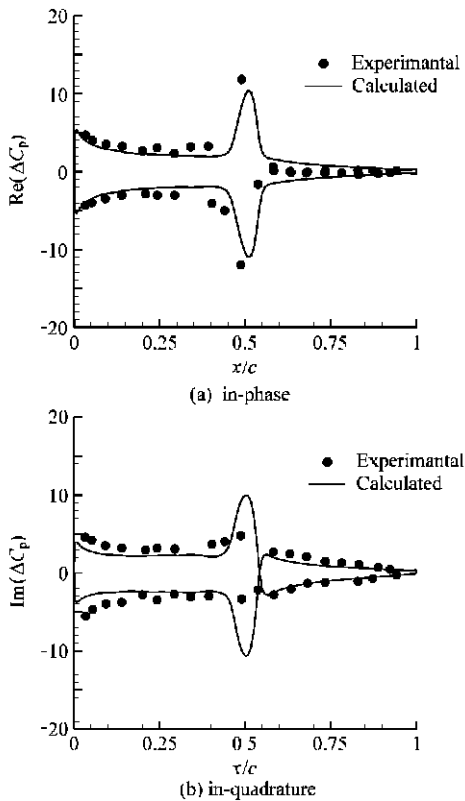 20
Experimantal
Calculated
10
Re(ΔCp)
0
-10
-20
0 0.25 0.5 0.75 1
x/c
(a) in-phase
20
Experimantal
Calculated
10
Im(ΔCp)
0
-10
-20
0 0.25 0.5 0.75 1
x/c
(b) in-quadrature